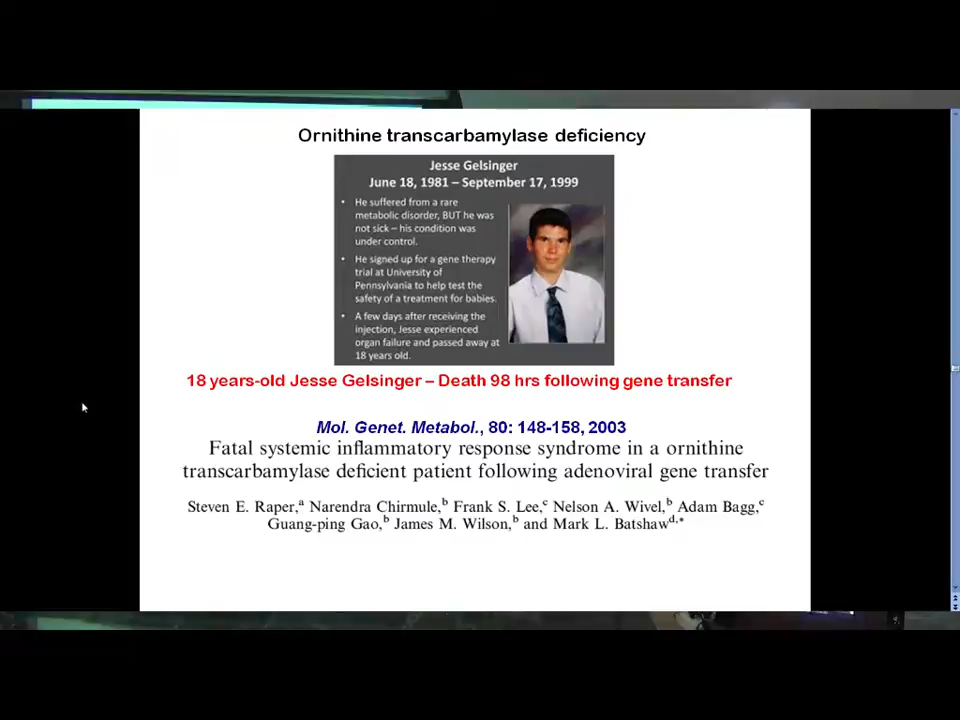 Ornithine transcarbamylase deficiency
Jesse Gelsinger
June 18, 1981 – September 17, 1999
• He suffered from a rare
metabolic disorder, BUT he was
not sick – his condition was
under control.
• He signed up for a gene therapy
trial at University of
Pennsylvania to help test the
safety of a treatment for babies.
• A few days after receiving the
injection, Jesse experienced
organ failure and passed away at
18 years old.
18 years-old Jesse Gelsinger – Death 98 hrs following gene transfer
Mol. Genet. Metabol., 80: 148-158, 2003
Fatal systemic inflammatory response syndrome in a ornithine
transcarbamylase deficient patient following adenoviral gene transfer
Steven E. Raper,ᵃ Narendra Chirmule,ᵇ Frank S. Lee,ᶜ Nelson A. Wivel,ᵇ Adam Bagg,ᶜ
Guang-ping Gao,ᵇ James M. Wilson,ᵇ and Mark L. Batshawᵈ,*